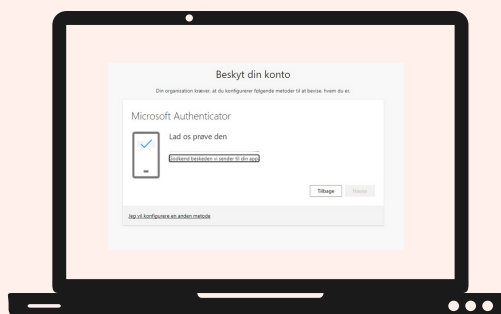 Beskyt din konto
Din organisation kræver, at du konfigurerer følgende metoder til at bevise, hvem du er.
Microsoft Authenticator
Lad os prøve den
Godkend beskeden vi sender til din app
Tilbage
Næste
Jeg vil konfigurere en anden metode